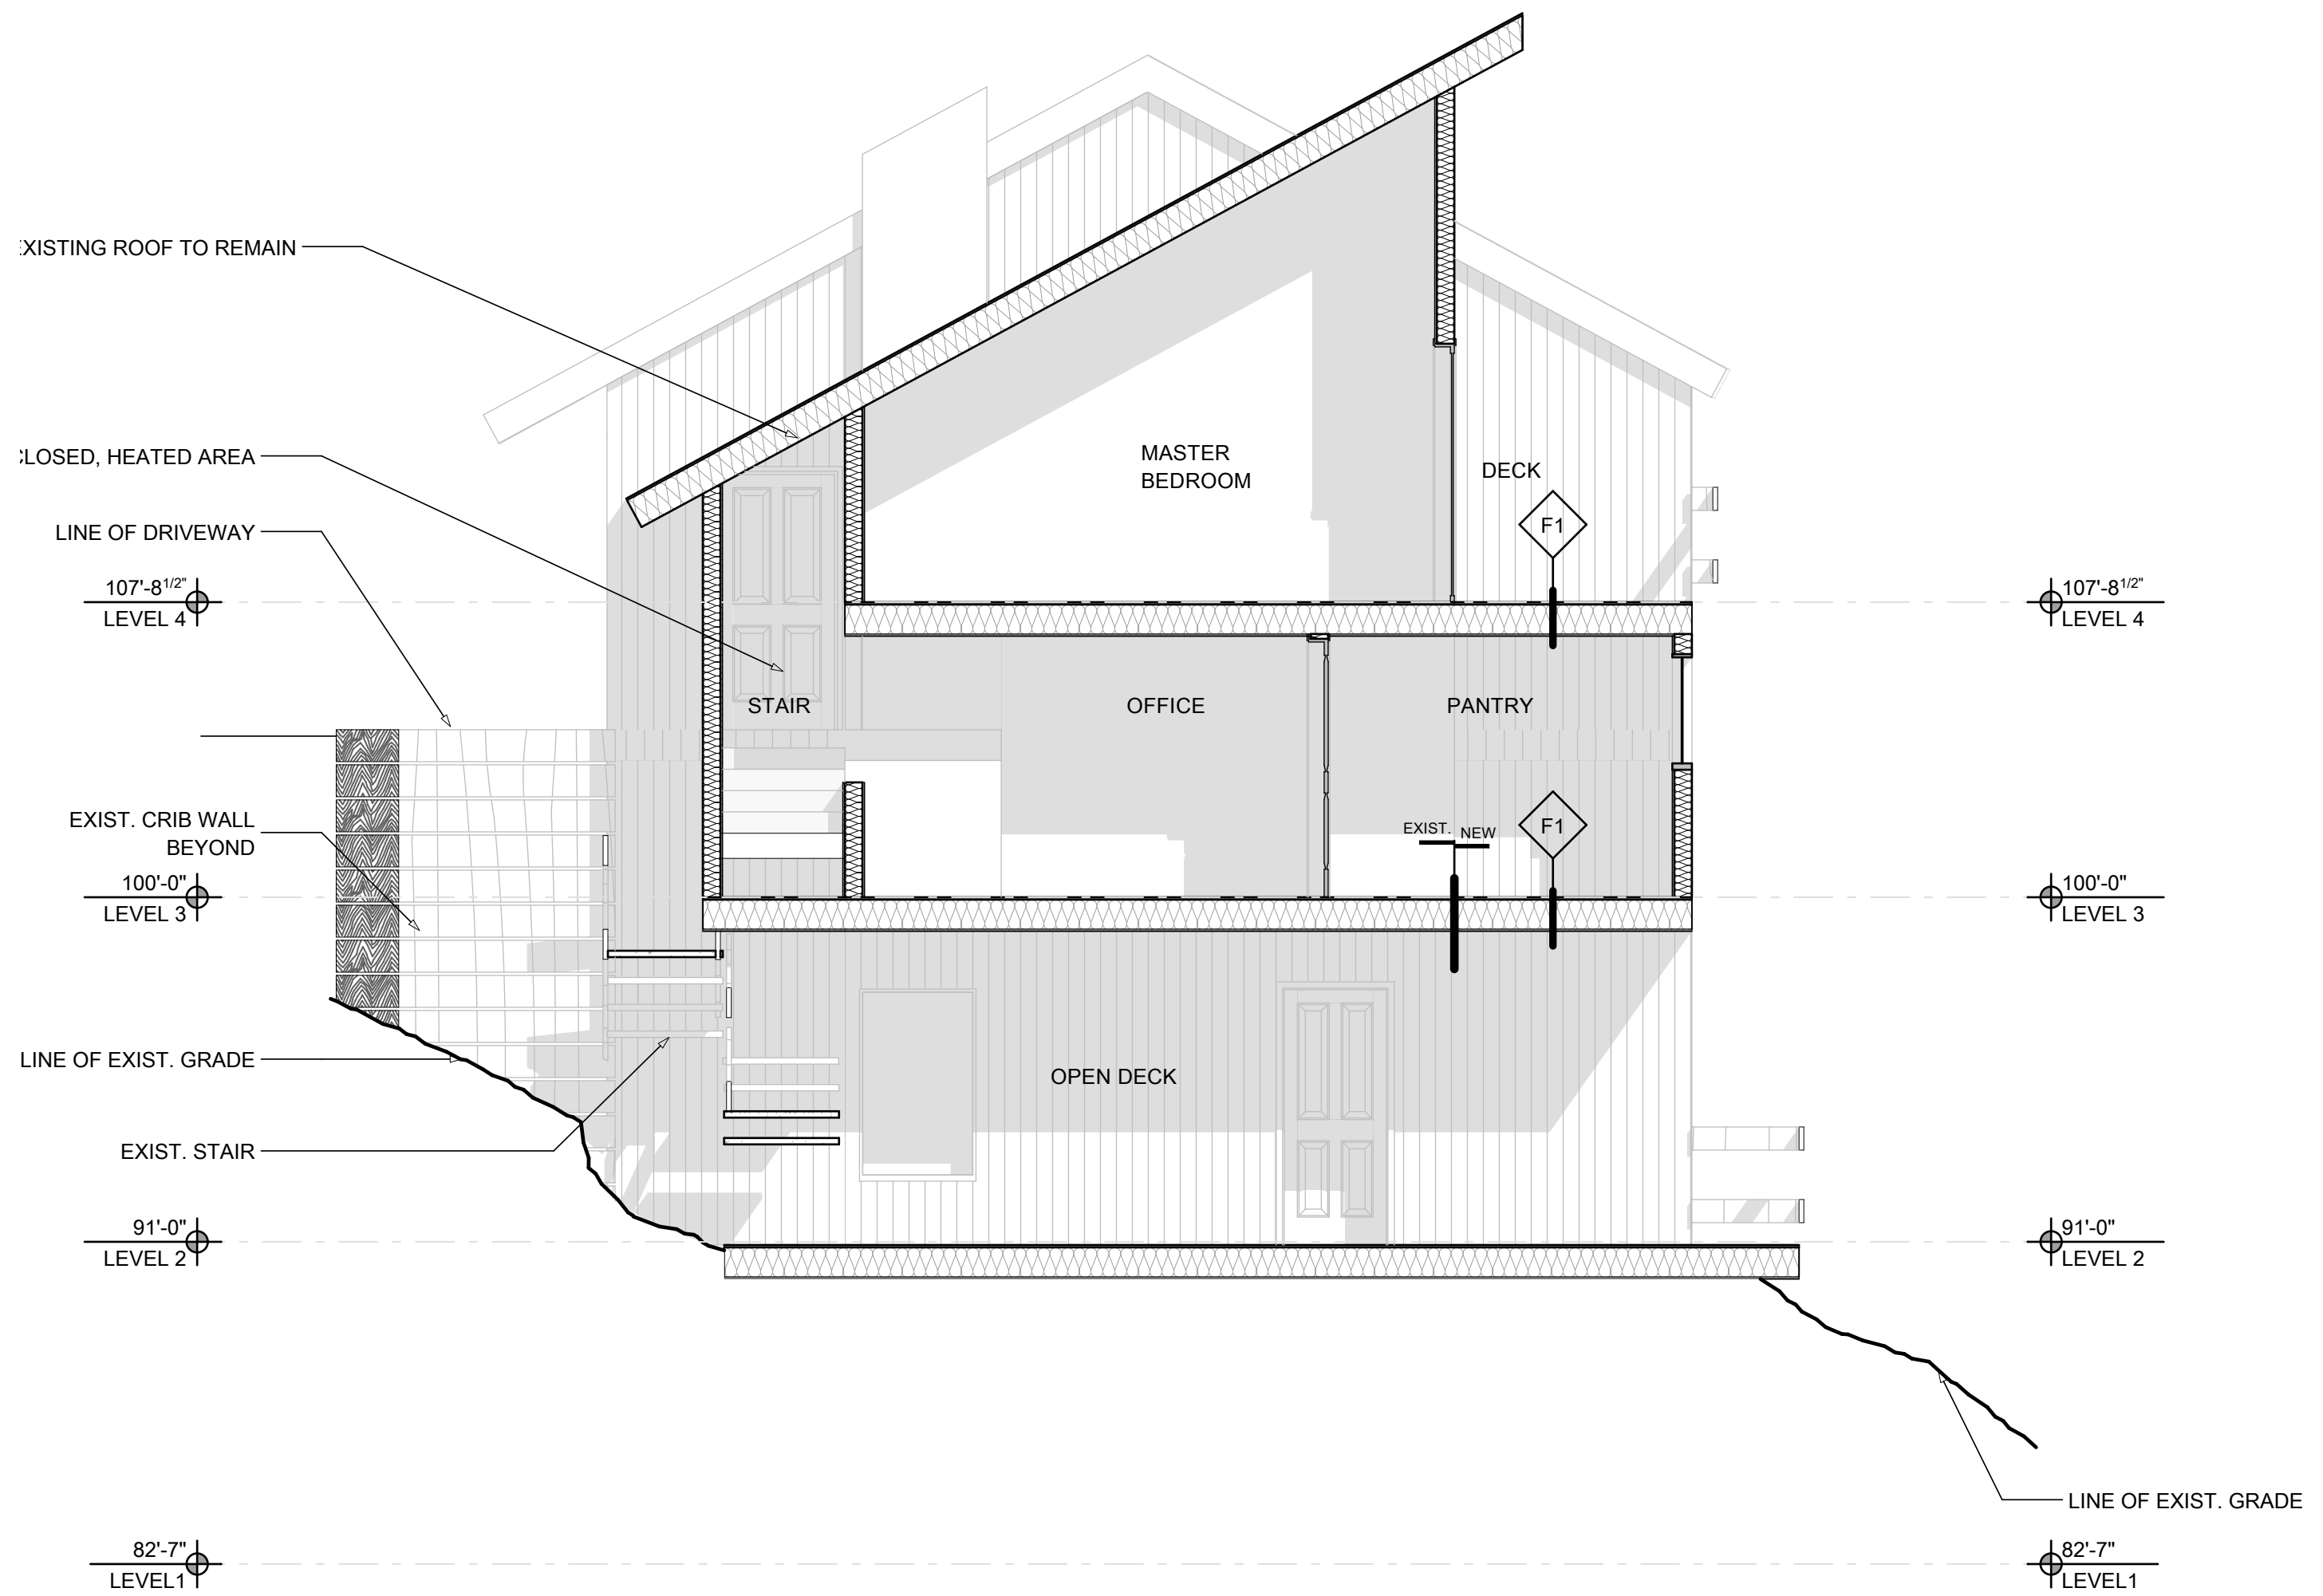 EXISTING ROOF TO REMAIN
CLOSED, HEATED AREA
LINE OF DRIVEWAY
107'-8 1/2"
LEVEL 4
EXIST. CRIB WALL
BEYOND
100'-0"
LEVEL 3
LINE OF EXIST. GRADE
EXIST. STAIR
91'-0"
LEVEL 2
82'-7"
LEVEL1
MASTER
BEDROOM
DECK
F1
STAIR
OFFICE
PANTRY
EXIST.
NEW
F1
OPEN DECK
107'-8 1/2"
LEVEL 4
100'-0"
LEVEL 3
91'-0"
LEVEL 2
LINE OF EXIST. GRADE
82'-7"
LEVEL1